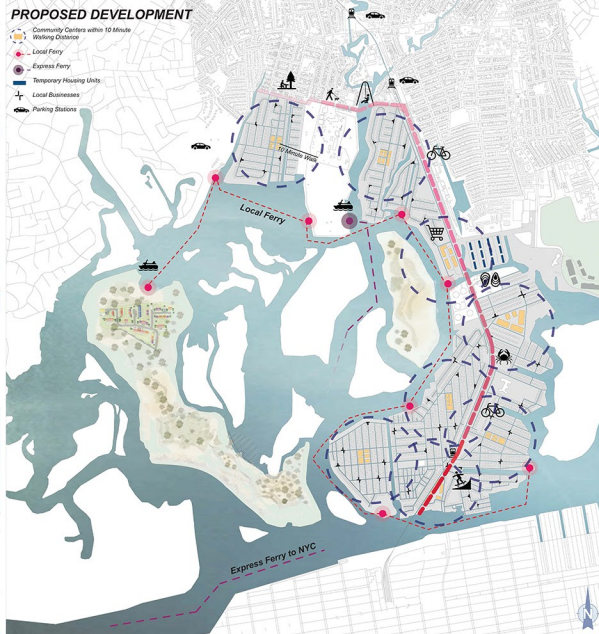 PROPOSED DEVELOPMENT
Community Centers within 10 Minute
Walking Distance
Local Ferry
Express Ferry
Temporary Housing Units
Local Businesses
Parking Stations
10 Minute Walk
Local Ferry
Express Ferry to NYC
N